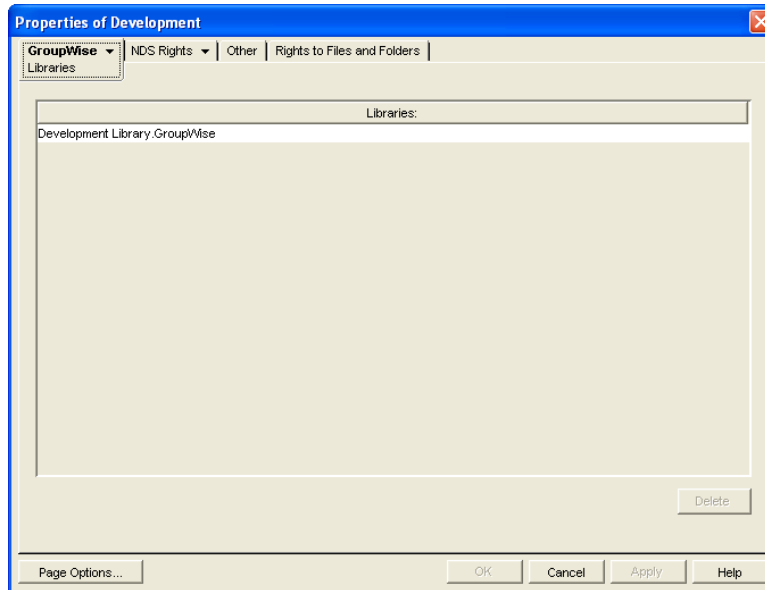 Properties of Development
GroupWise NDS Rights Other Rights to Files and Folders
Libraries
Libraries:
Development Library.GroupWise
Delete
Page Options... OK Cancel Apply Help